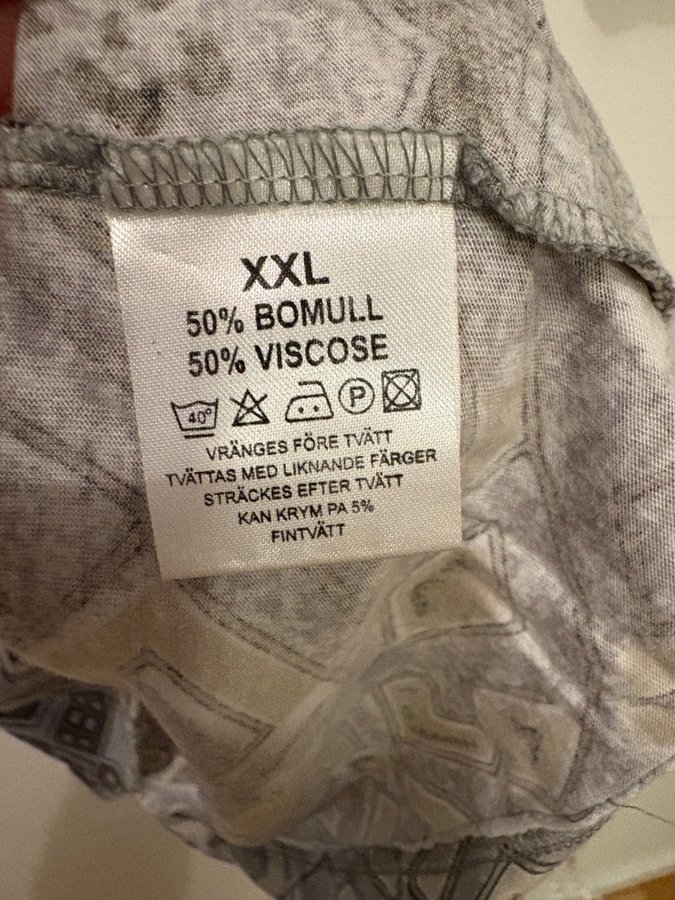 XXL
50% BOMULL
50% VISCOSE
40° P
VRÄNGES FÖRE TVÄTT
TVÄTTAS MED LIKNANDE FÄRGER
STRÄCKES EFTER TVÄTT
KAN KRYM PA 5%
FINTVÄTT